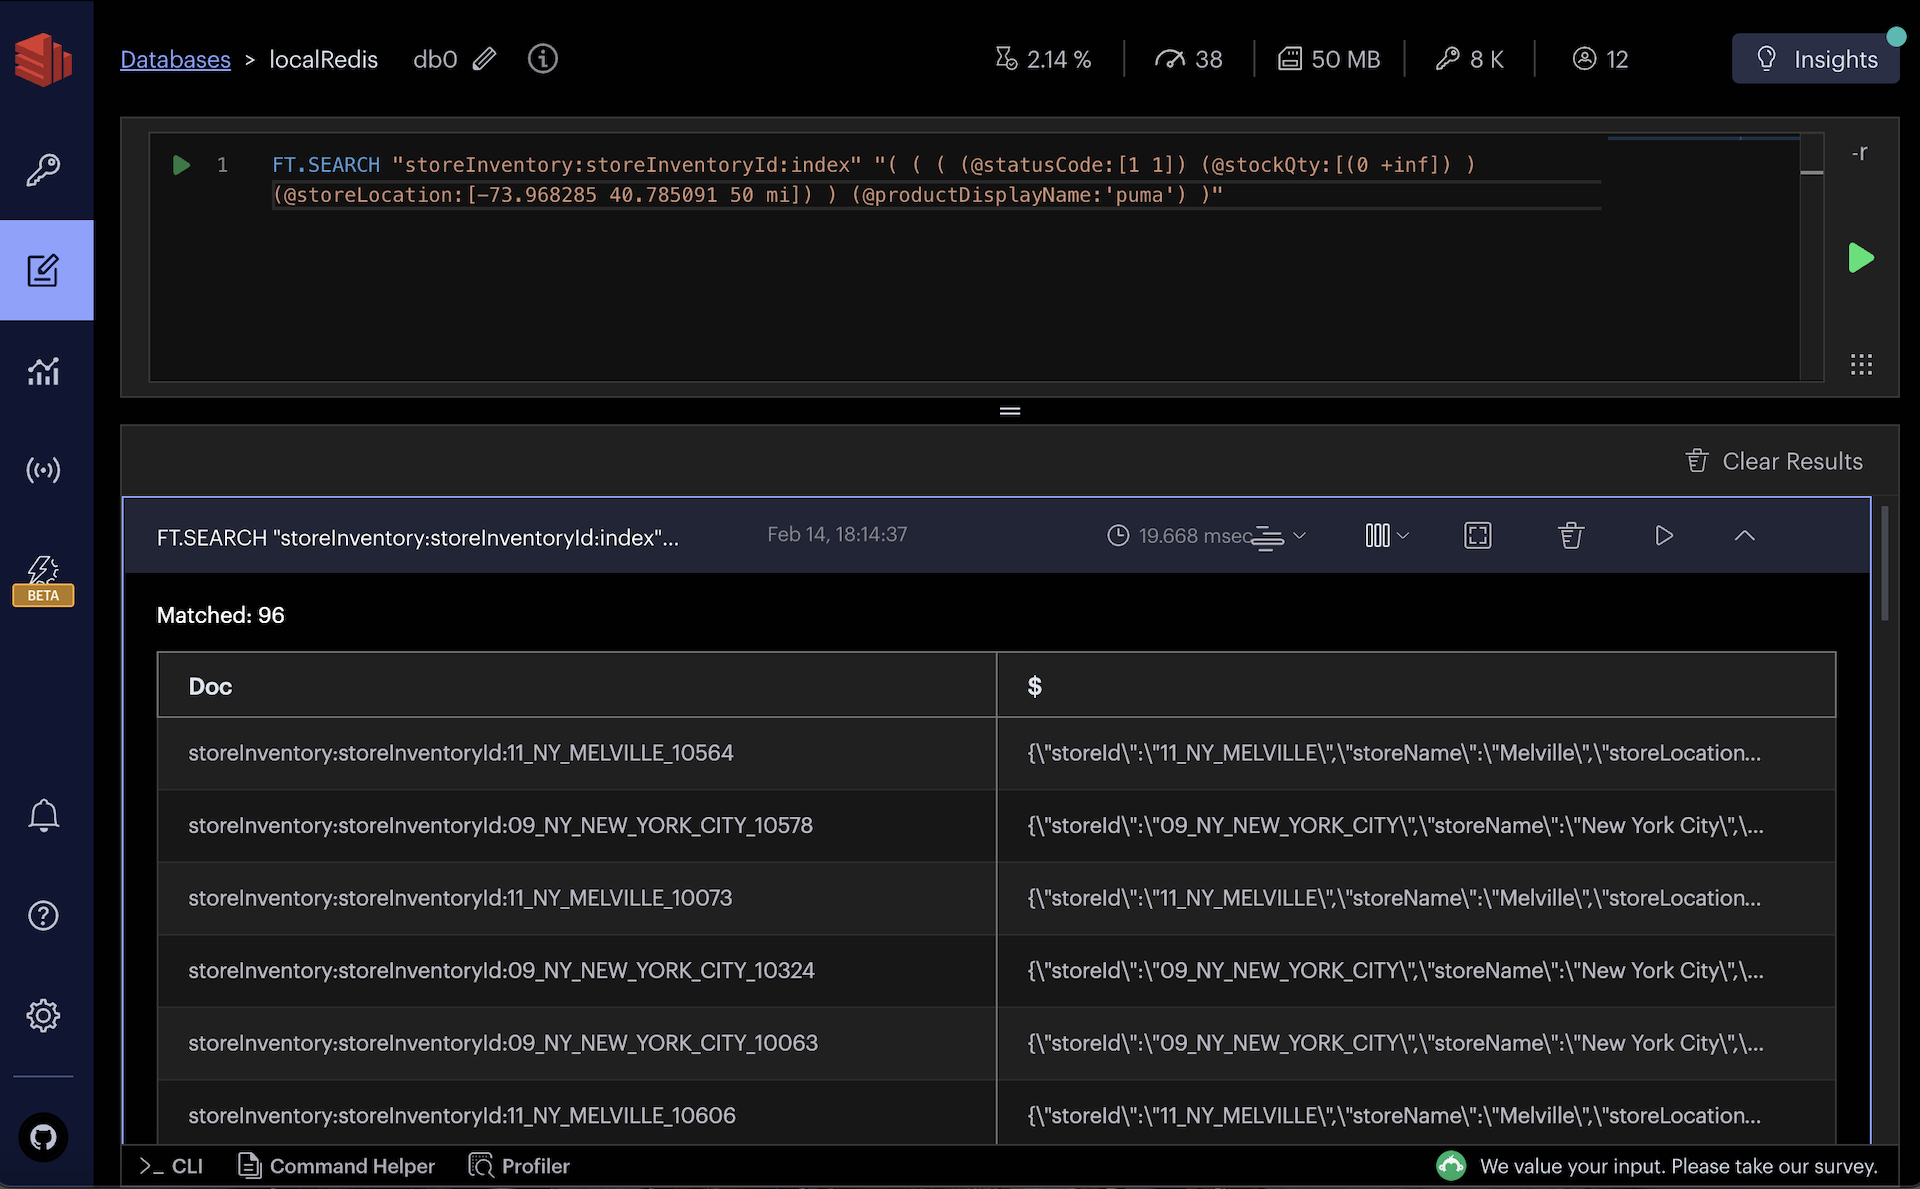 Databases > localRedis db0 2.14 % 38 50 MB 8 K 12 Insights
1 FT.SEARCH "storeInventory:storeInventoryId:index" "( ( ( (@statusCode:[1 1]) (@stockQty:[(0 +inf]) )
(@storeLocation:[-73.968285 40.785091 50 mi]) ) (@productDisplayName:'puma') )"
-r
BETA
Clear Results
FT.SEARCH "storeInventory:storeInventoryId:index"... Feb 14, 18:14:37 19.668 msec
Matched: 96
Doc $
storeInventory:storeInventoryId:11_NY_MELVILLE_10564 {\"storeId\":\"11_NY_MELVILLE\",\"storeName\":\"Melville\",\"storeLocation...
storeInventory:storeInventoryId:09_NY_NEW_YORK_CITY_10578 {\"storeId\":\"09_NY_NEW_YORK_CITY\",\"storeName\":\"New York City\",\...
storeInventory:storeInventoryId:11_NY_MELVILLE_10073 {\"storeId\":\"11_NY_MELVILLE\",\"storeName\":\"Melville\",\"storeLocation...
storeInventory:storeInventoryId:09_NY_NEW_YORK_CITY_10324 {\"storeId\":\"09_NY_NEW_YORK_CITY\",\"storeName\":\"New York City\",\...
storeInventory:storeInventoryId:09_NY_NEW_YORK_CITY_10063 {\"storeId\":\"09_NY_NEW_YORK_CITY\",\"storeName\":\"New York City\",\...
storeInventory:storeInventoryId:11_NY_MELVILLE_10606 {\"storeId\":\"11_NY_MELVILLE\",\"storeName\":\"Melville\",\"storeLocation...
>_ CLI Command Helper Profiler We value your input. Please take our survey.